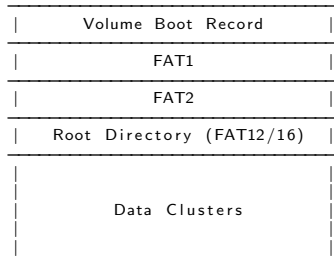 Volume Boot Record
FAT1
FAT2
Root Directory (FAT12/16)
Data Clusters